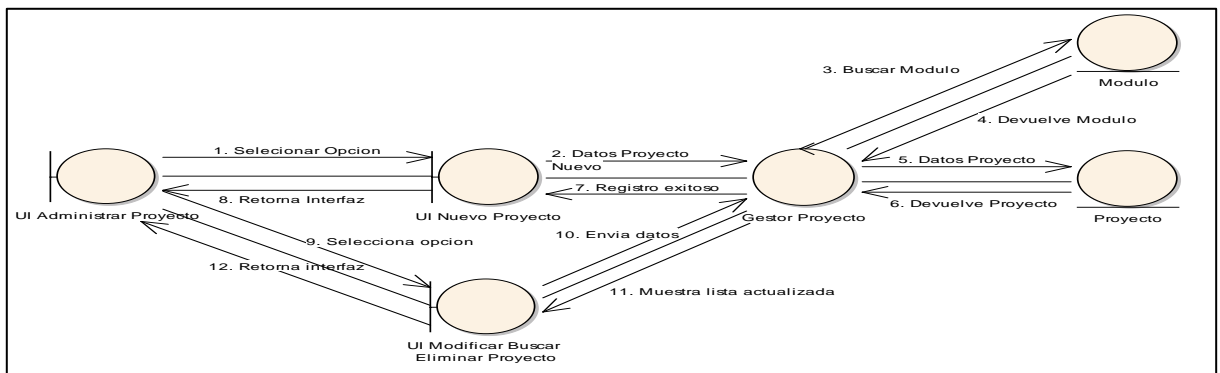 3. Buscar Modulo
Modulo
4. Devuelve Modulo
1. Selecionar Opcion
2. Datos Proyecto
Nuevo
5. Datos Proyecto
7. Registro exitoso
8. Retorna Interfaz
6. Devuelve Proyecto
UI Administrar Proyecto
UI Nuevo Proyecto
Gestor Proyecto
Proyecto
9. Selecciona opcion
10. Envia datos
12. Retorna interfaz
11. Muestra lista actualizada
UI Modificar Buscar
Eliminar Proyecto